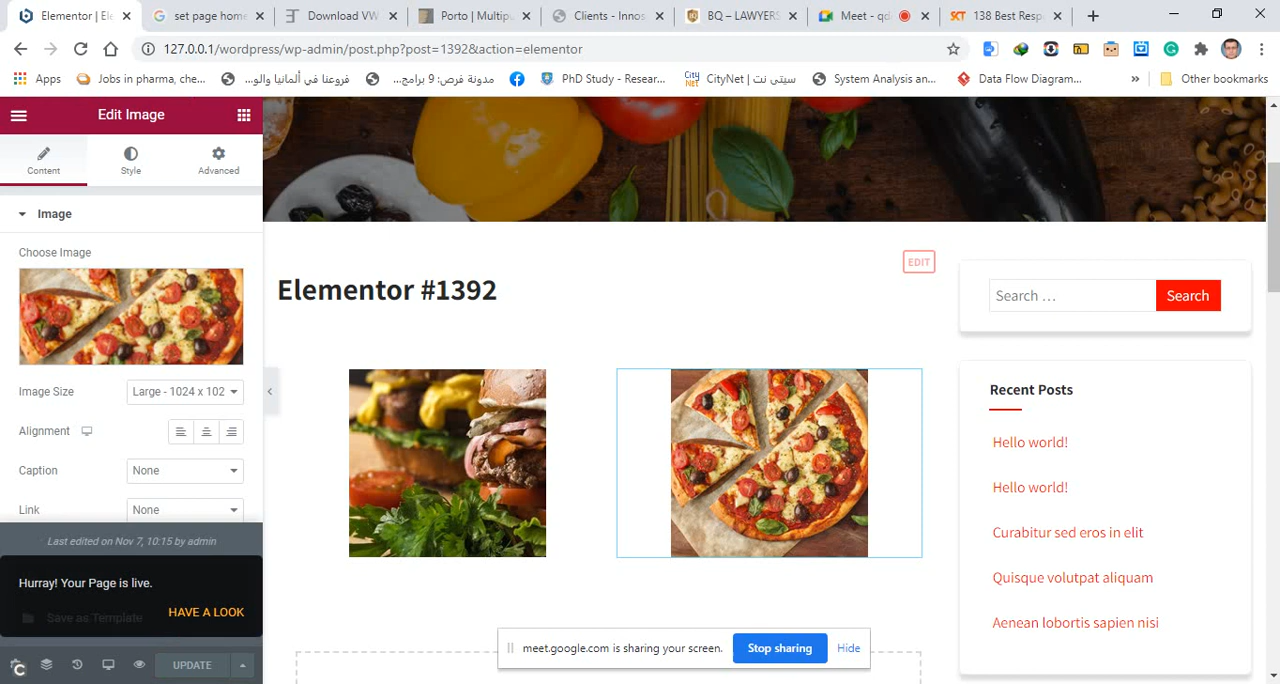 Elementor | Ele
set page home
Download VW
Porto | Multipu
Clients - Innos
BQ – LAWYERS
Meet - qd
138 Best Resp
127.0.0.1/wordpress/wp-admin/post.php?post=1392&action=elementor
Apps
Jobs in pharma, che...
فروعنا في ألمانيا والو...
مدونة فرص: 9 برامج...
PhD Study - Resear...
CityNet | سيتى نت
System Analysis an...
Data Flow Diagram...
»
Other bookmarks
Edit Image
Content
Style
Advanced
Image
Choose Image
Image Size
Large - 1024 x 102
Alignment
Caption
None
Link
None
Last edited on Nov 7, 10:15 by admin
Hurray! Your Page is live.
HAVE A LOOK
Save as Template
UPDATE
EDIT
Elementor #1392
Search …
Search
Recent Posts
Hello world!
Hello world!
Curabitur sed eros in elit
Quisque volutpat aliquam
Aenean lobortis sapien nisi
meet.google.com is sharing your screen.
Stop sharing
Hide